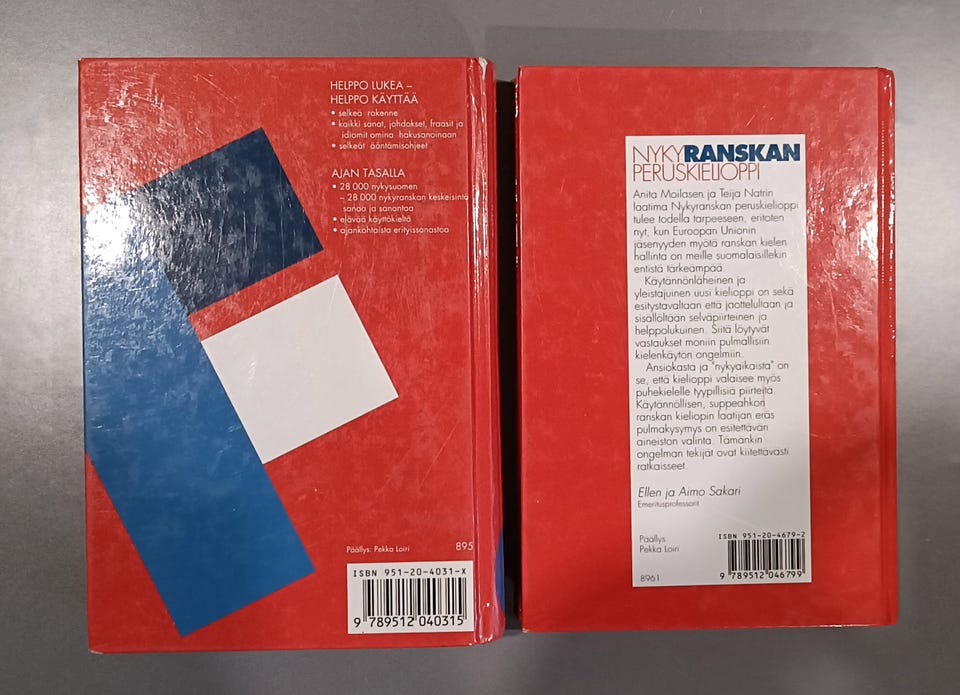 HELPPO LUKEA –
HELPPO KÄYTTÄÄ
• selkeä rakenne
• kaikki sanat, johdokset, fraasit ja
idiomit omina hakusanoinaan
• selkeät ääntämisohjeet
AJAN TASALLA
• 28 000 nykysuomen
– 28 000 nykyranskan keskeisintä
sanaa ja sanontaa
• elävää käyttökieltä
• ajankohtaista erityissanastoa
Päällys: Pekka Loiri
895
ISBN 951-20-4031-X
9 789512 040315
NYKYRANSKAN
PERUSKIELIOPPI
Anita Moilasen ja Teija Natrin
laatima Nykyranskan peruskielioppi
tulee todella tarpeeseen, eritoten
nyt, kun Euroopan Unionin
jäsenyyden myötä ranskan kielen
hallinta on meille suomalaisillekin
entistä tärkeämpää.
Käytännönläheinen ja
yleistajuinen uusi kielioppi on sekä
esitystavaltaan että jaottelultaan ja
sisällöltään selväpiirteinen ja
helppolukuinen. Siitä löytyvät
vastaukset moniin pulmallisiin
kielenkäytön ongelmiin.
Ansiokasta ja "nykyaikaista" on
se, että kielioppi valaisee myös
puhekielelle tyypillisiä piirteitä.
Käytännöllisen, suppeahkon
ranskan kieliopin laatijan eräs
pulmakysymys on esitettävän
aineiston valinta. Tämänkin
ongelman tekijät ovat kiitettävästi
ratkaisseet.
Ellen ja Aimo Sakari
Emeritusprofessorit
Päällys
Pekka Loiri
8961
ISBN 951-20-4679-2
9 789512 046799